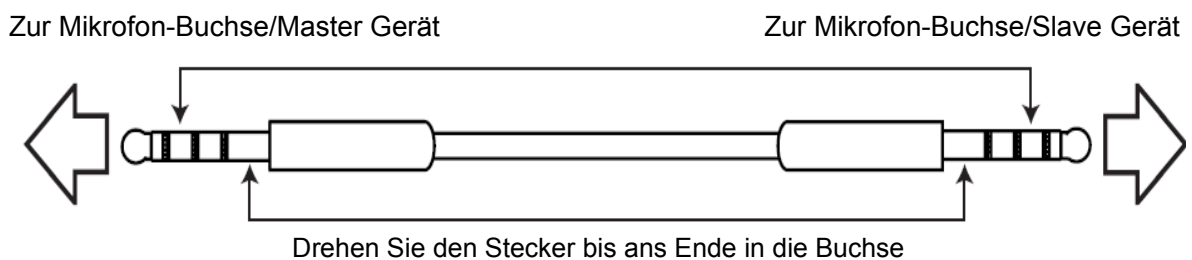 Zur Mikrofon-Buchse/Master Gerät
Zur Mikrofon-Buchse/Slave Gerät
Drehen Sie den Stecker bis ans Ende in die Buchse